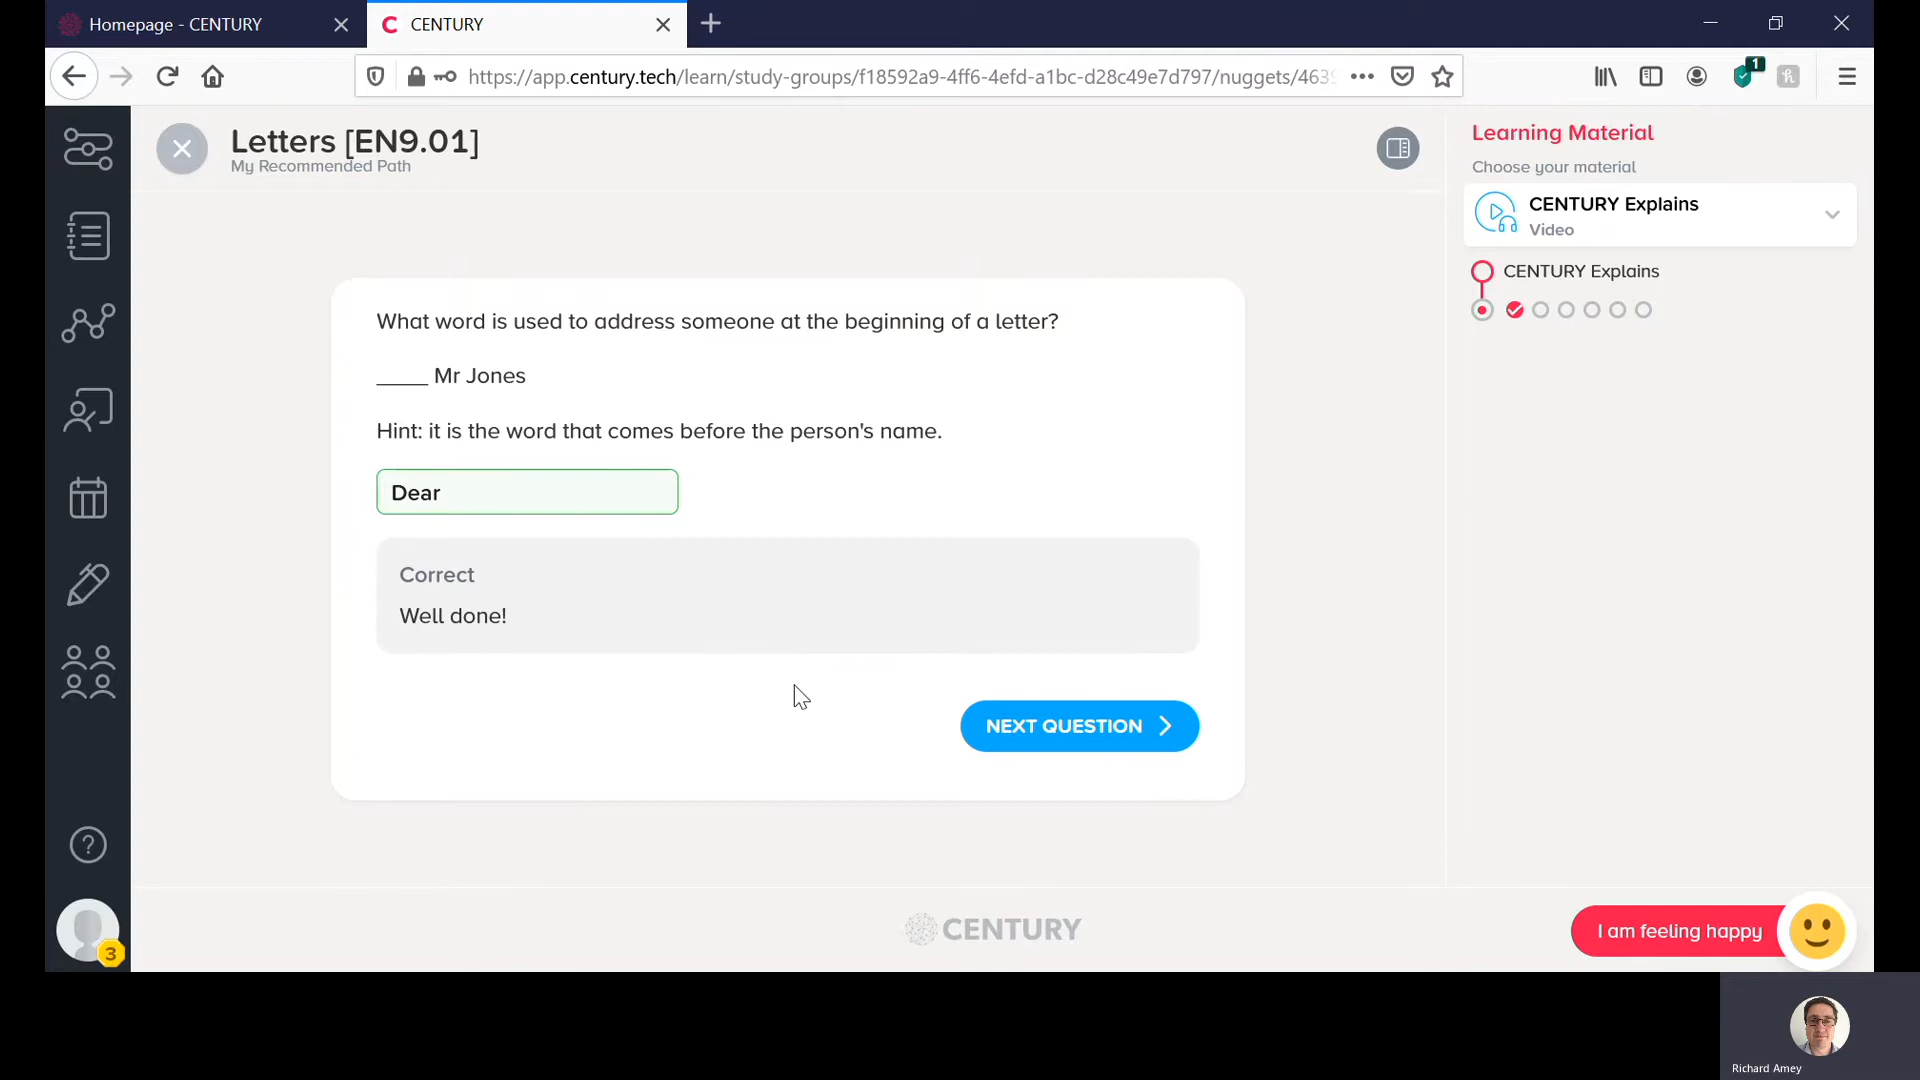 Homepage - CENTURY
CENTURY
https://app.century.tech/learn/study-groups/f18592a9-4ff6-4efd-a1bc-d28c49e7d797/nuggets/4639
1
Letters [EN9.01]
My Recommended Path
Learning Material
Choose your material
CENTURY Explains
Video
CENTURY Explains
What word is used to address someone at the beginning of a letter?
____ Mr Jones
Hint: it is the word that comes before the person's name.
Dear
Correct
Well done!
NEXT QUESTION
3
CENTURY
I am feeling happy
Richard Amey